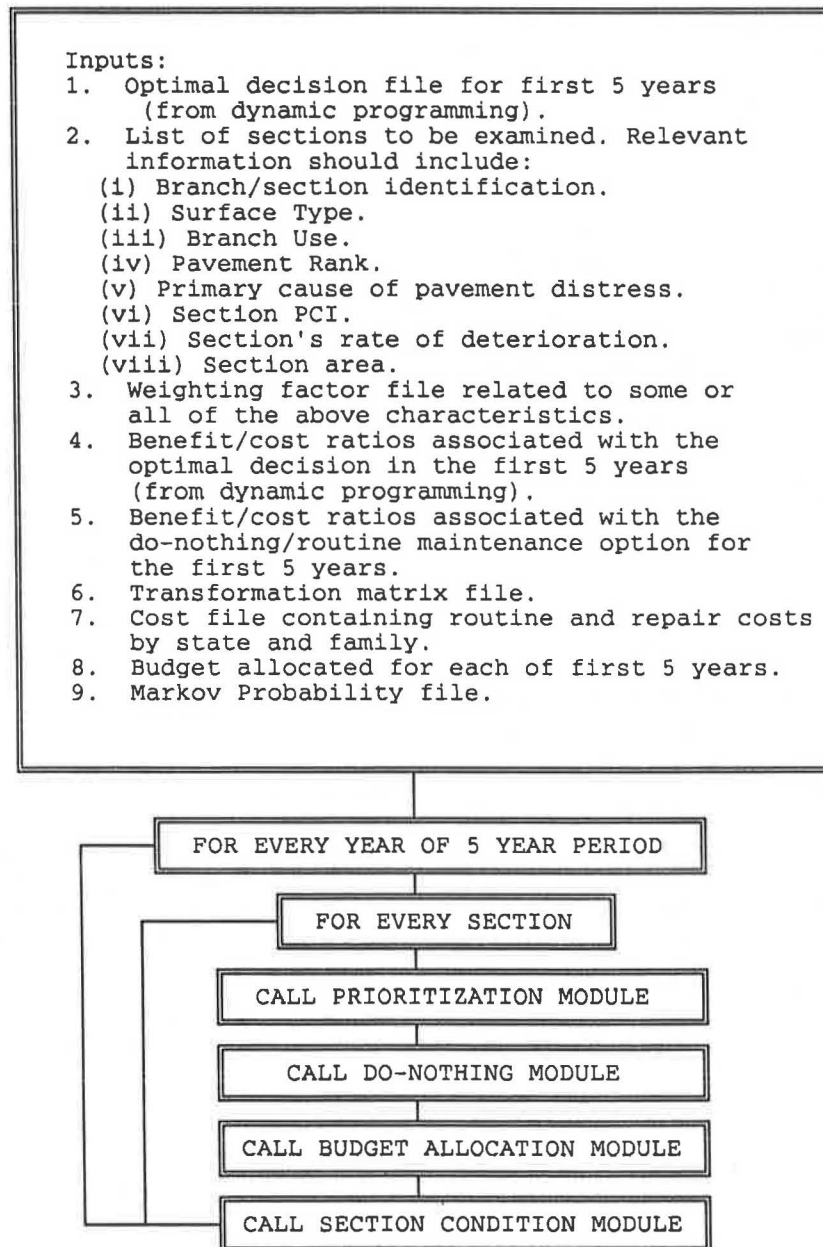 Inputs:
1. Optimal decision file for first 5 years
(from dynamic programming).
2. List of sections to be examined. Relevant
information should include:
(i) Branch/section identification.
(ii) Surface Type.
(iii) Branch Use.
(iv) Pavement Rank.
(v) Primary cause of pavement distress.
(vi) Section PCI.
(vii) Section's rate of deterioration.
(viii) Section area.
3. Weighting factor file related to some or
all of the above characteristics.
4. Benefit/cost ratios associated with the
optimal decision in the first 5 years
(from dynamic programming).
5. Benefit/cost ratios associated with the
do-nothing/routine maintenance option for
the first 5 years.
6. Transformation matrix file.
7. Cost file containing routine and repair costs
by state and family.
8. Budget allocated for each of first 5 years.
9. Markov Probability file.
FOR EVERY YEAR OF 5 YEAR PERIOD
FOR EVERY SECTION
CALL PRIORITIZATION MODULE
CALL DO-NOTHING MODULE
CALL BUDGET ALLOCATION MODULE
CALL SECTION CONDITION MODULE